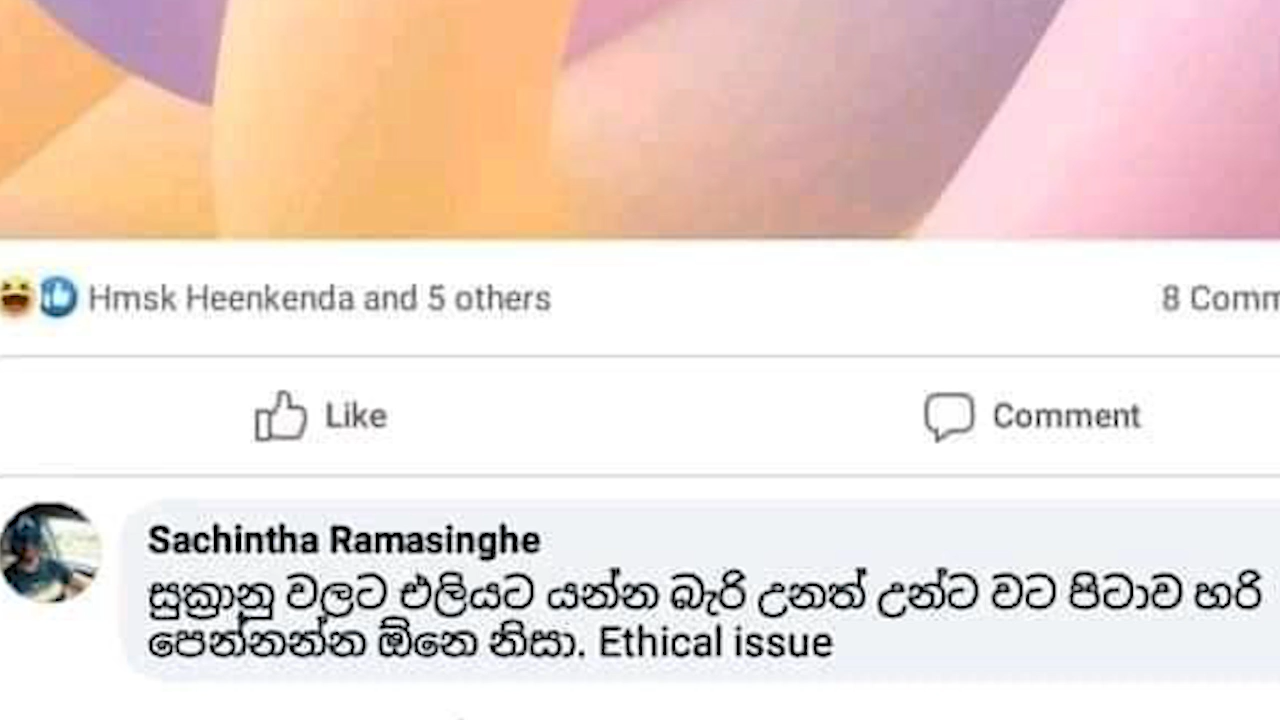 Hmsk Heenkenda and 5 others
8 Comm
Like
Comment
Sachintha Ramasinghe
සුක්‍රානු වලට එලියට යන්න බැරි උනත් උන්ට වට පිටාව හරි
පෙන්නන්න ඕනෙ නිසා. Ethical issue